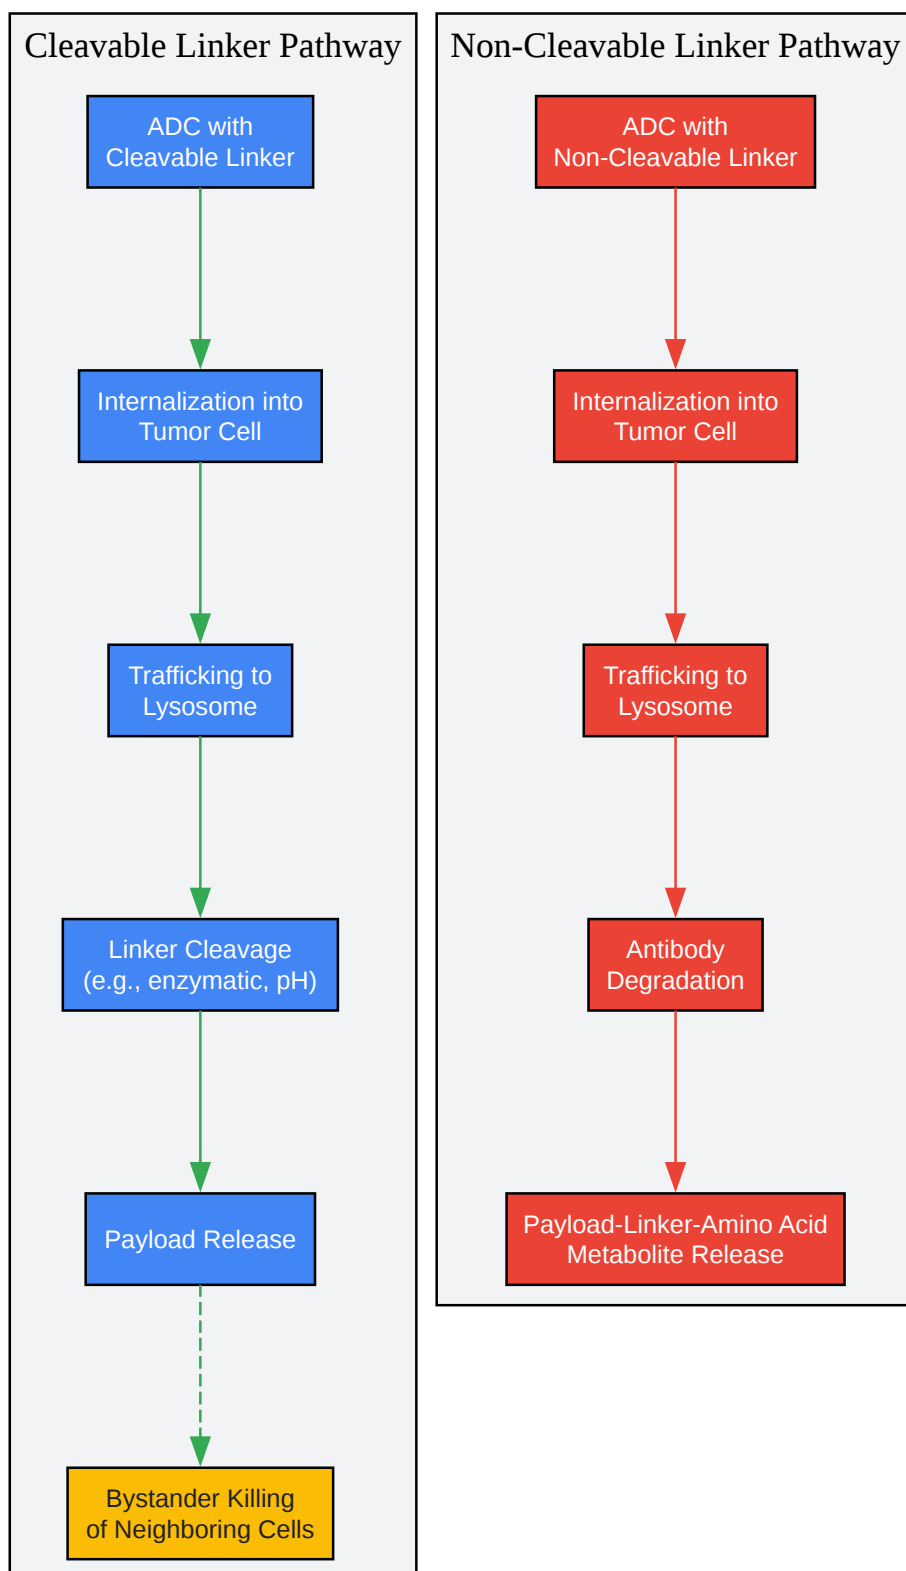 Cleavable Linker Pathway
ADC with
Cleavable Linker
Internalization into
Tumor Cell
Trafficking to
Lysosome
Linker Cleavage
(e.g., enzymatic, pH)
Payload Release
Bystander Killing
of Neighboring Cells
Non-Cleavable Linker Pathway
ADC with
Non-Cleavable Linker
Internalization into
Tumor Cell
Trafficking to
Lysosome
Antibody
Degradation
Payload-Linker-Amino Acid
Metabolite Release